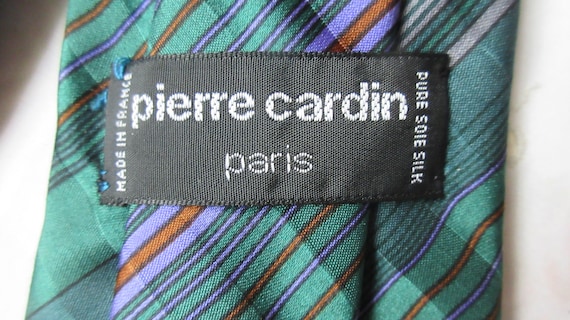 MADE IN FRANCE
pierre cardin
paris
PURE SOIE SILK